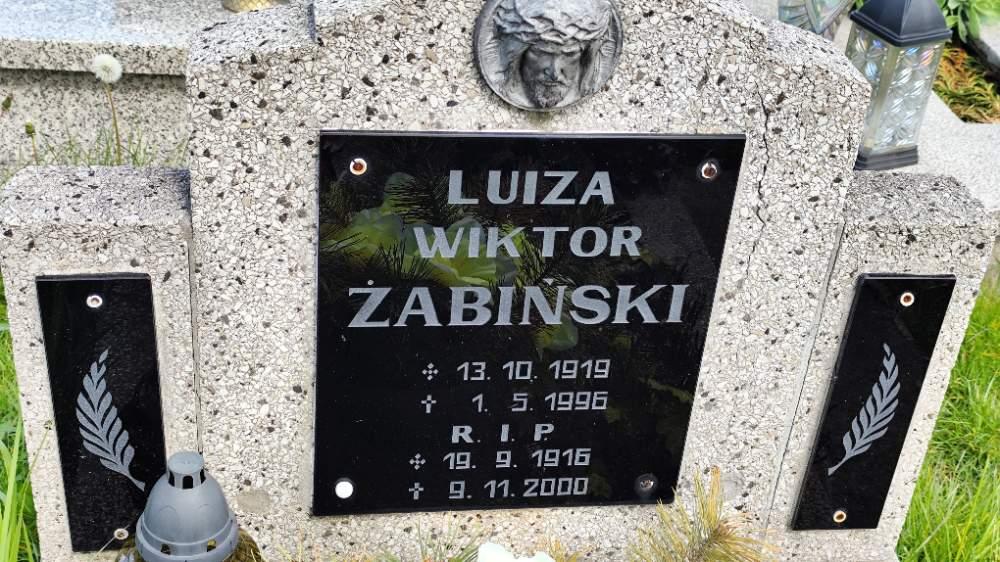 LUIZA
WIKTOR
ŻABIŃSKI
13. 10. 1919
1. 5. 1996
R. I. P.
19. 9. 1916
9. 11. 2000